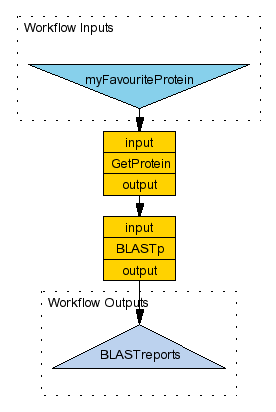 Workflow Inputs
myFavouriteProtein
input
GetProtein
output
input
BLASTp
output
Workflow Outputs
BLASTreports